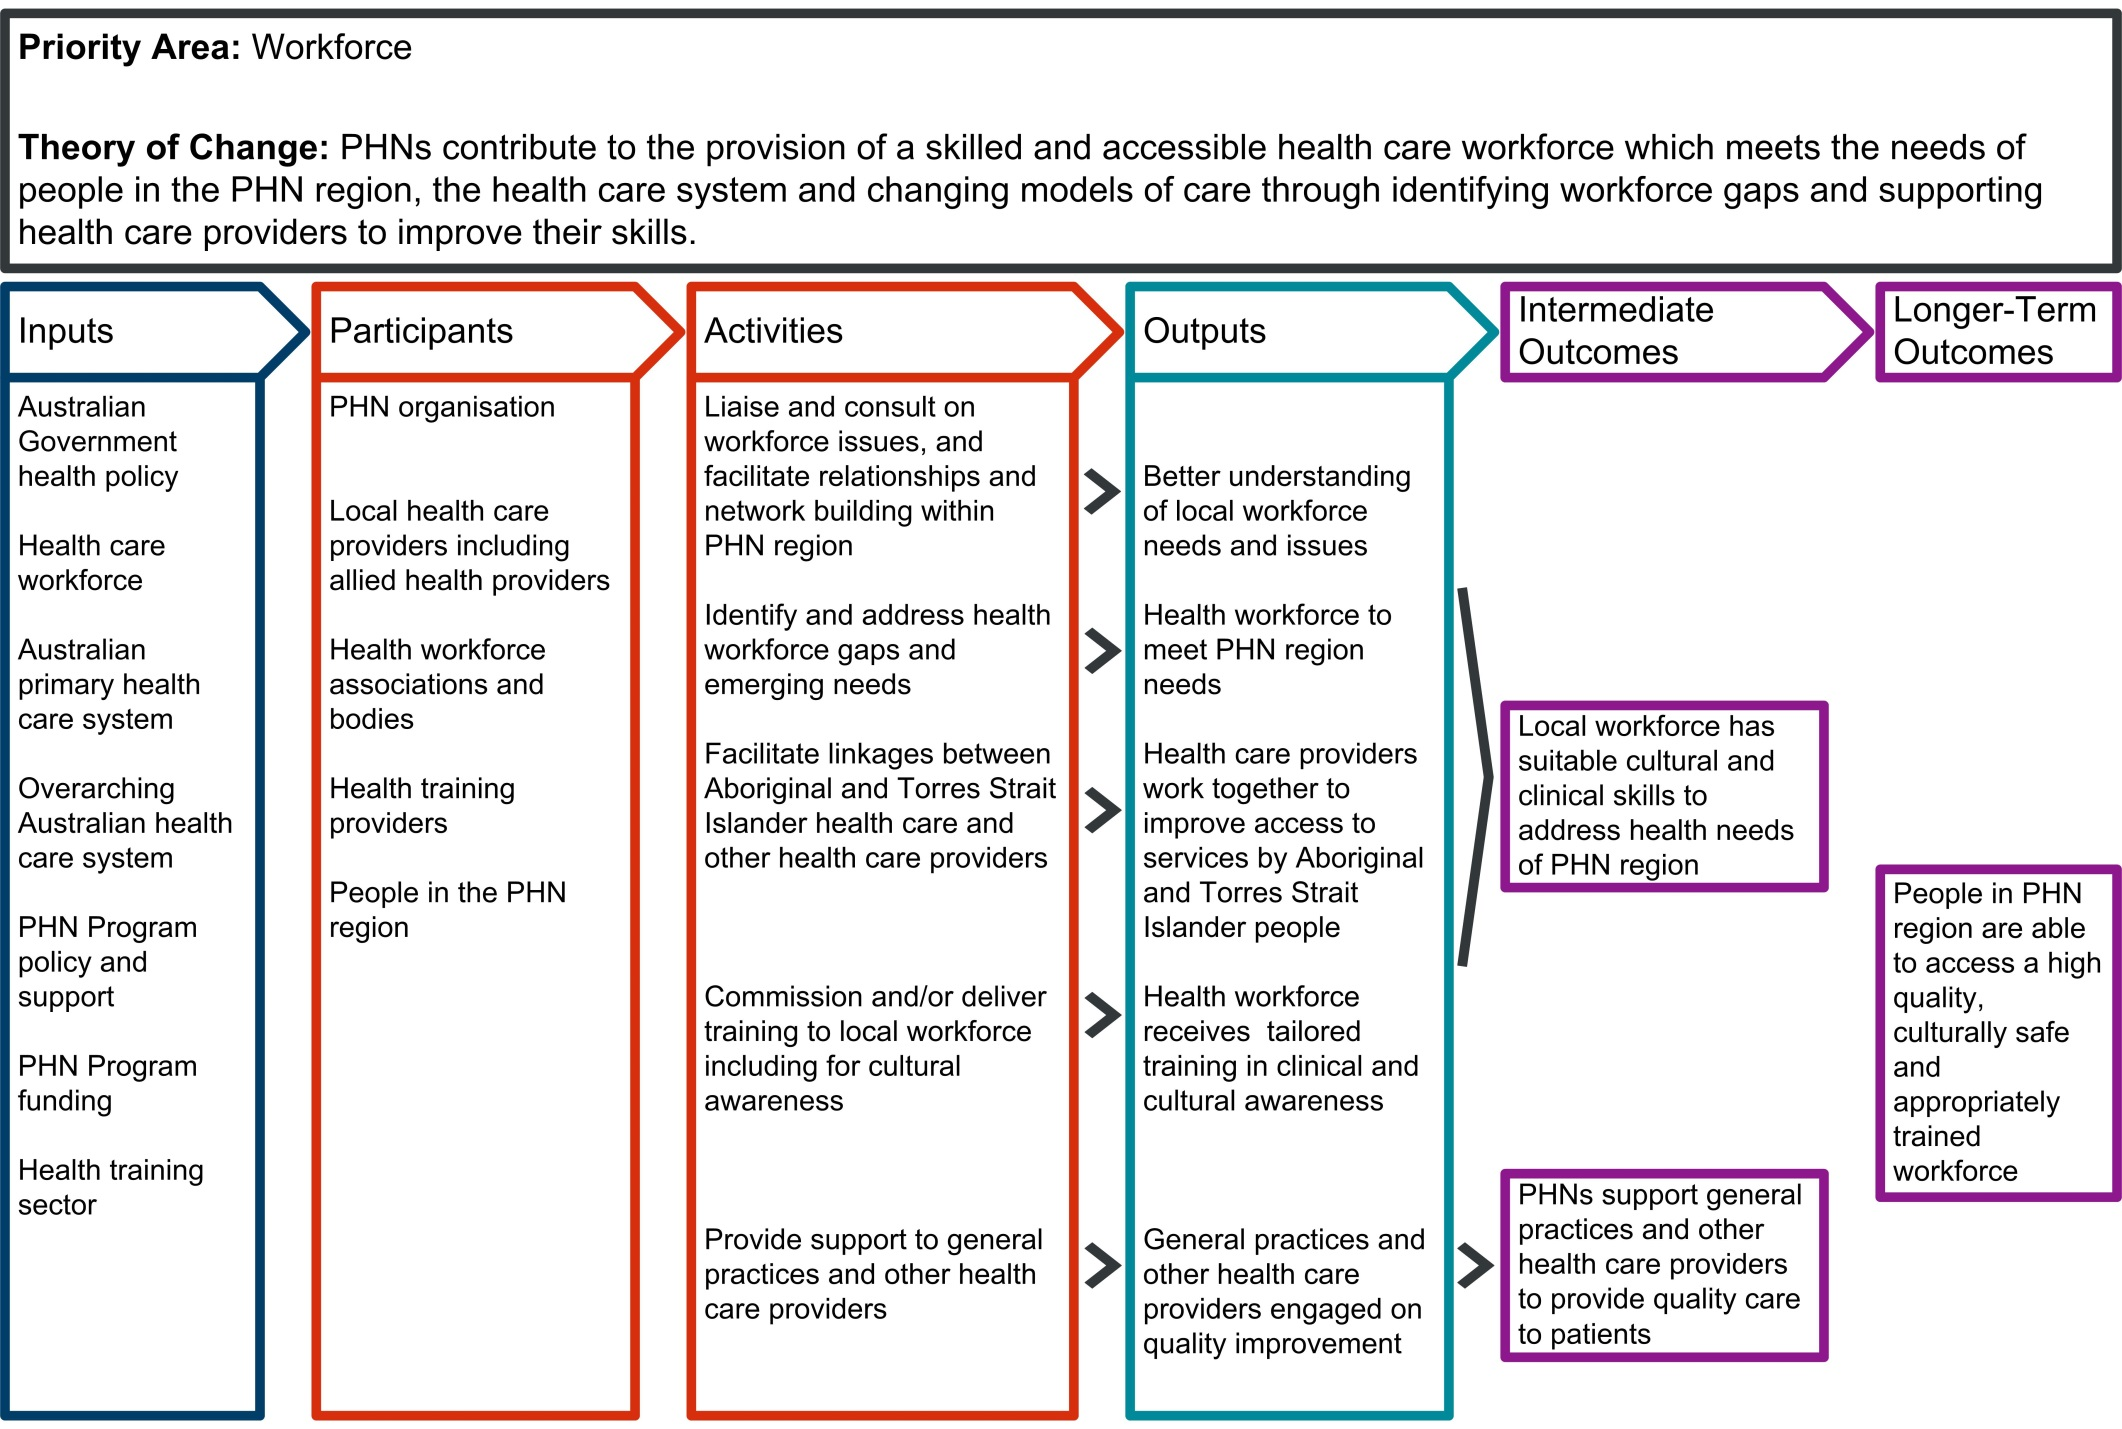 Priority Area: Workforce
Theory of Change: PHNs contribute to the provision of a skilled and accessible health care workforce which meets the needs of
people in the PHN region, the health care system and changing models of care through identifying workforce gaps and supporting
health care providers to improve their skills.
Inputs
Australian
Government
health policy
Health care
workforce
Australian
primary health
care system
Overarching
Australian health
care system
PHN Program
policy and
support
PHN Program
funding
Health training
sector
Participants
PHN organisation
Local health care
providers including
allied health providers
Health workforce
associations and
bodies
Health training
providers
People in the PHN
region
Activities
Liaise and consult on
workforce issues, and
facilitate relationships and
network building within
PHN region
Identify and address health
workforce gaps and
emerging needs
Facilitate linkages between
Aboriginal and Torres Strait
Islander health care and
other health care providers
Commission and/or deliver
training to local workforce
including for cultural
awareness
Provide support to general
practices and other health
care providers
Outputs
Better understanding
of local workforce
needs and issues
Health workforce to
meet PHN region
needs
Health care providers
work together to
improve access to
services by Aboriginal
and Torres Strait
Islander people
Health workforce
receives  tailored
training in clinical and
cultural awareness
General practices and
other health care
providers engaged on
quality improvement
Intermediate
Outcomes
Local workforce has
suitable cultural and
clinical skills to
address health needs
of PHN region
PHNs support general
practices and other
health care providers
to provide quality care
to patients
Longer-Term
Outcomes
People in PHN
region are able
to access a high
quality,
culturally safe
and
appropriately
trained
workforce